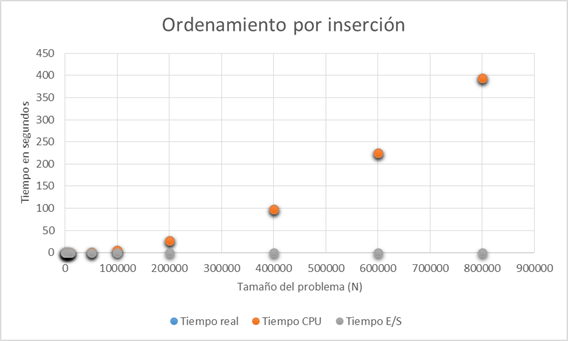 Ordenamiento por inserción
450
400
350
300
250
200
150
100
50
0
Tiempo en segundos
0 100000 200000 300000 400000 500000 600000 700000 800000 900000
Tamaño del problema (N)
Tiempo real Tiempo CPU Tiempo E/S